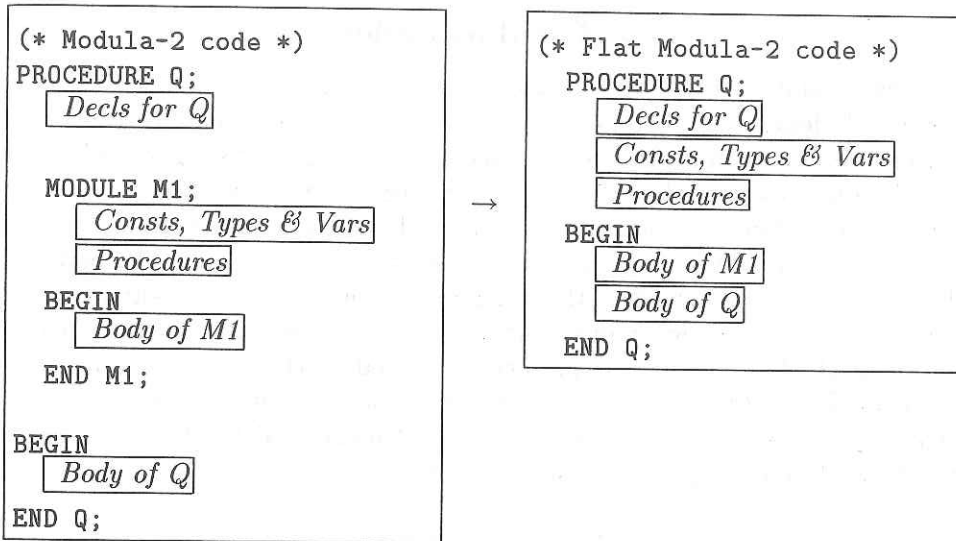 (* Modula-2 code *)
PROCEDURE Q;
Decls for Q
MODULE M1;
Consts, Types & Vars
Procedures
BEGIN
Body of M1
END M1;
BEGIN
Body of Q
END Q;
→
(* Flat Modula-2 code *)
PROCEDURE Q;
Decls for Q
Consts, Types & Vars
Procedures
BEGIN
Body of M1
Body of Q
END Q;